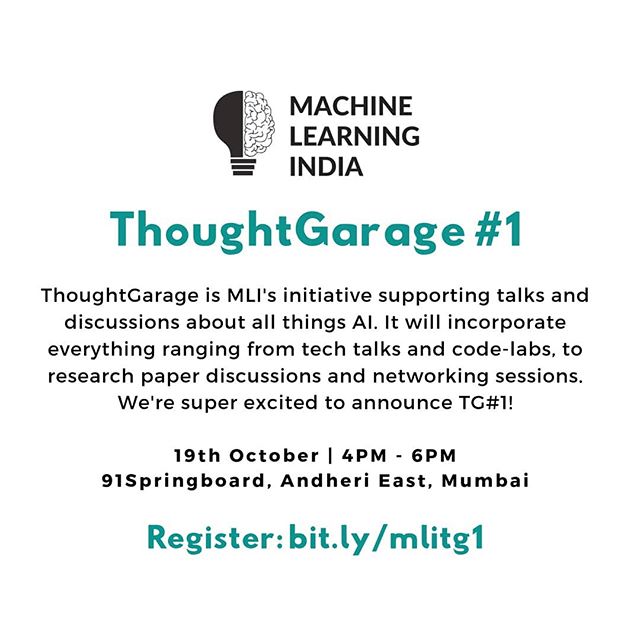 MACHINE
LEARNING
INDIA
ThoughtGarage #1
ThoughtGarage is MLI's initiative supporting talks and
discussions about all things AI. It will incorporate
everything ranging from tech talks and code-labs, to
research paper discussions and networking sessions.
We're super excited to announce TG#1!
19th October | 4PM - 6PM
91Springboard, Andheri East, Mumbai
Register: bit.ly/mlitg1